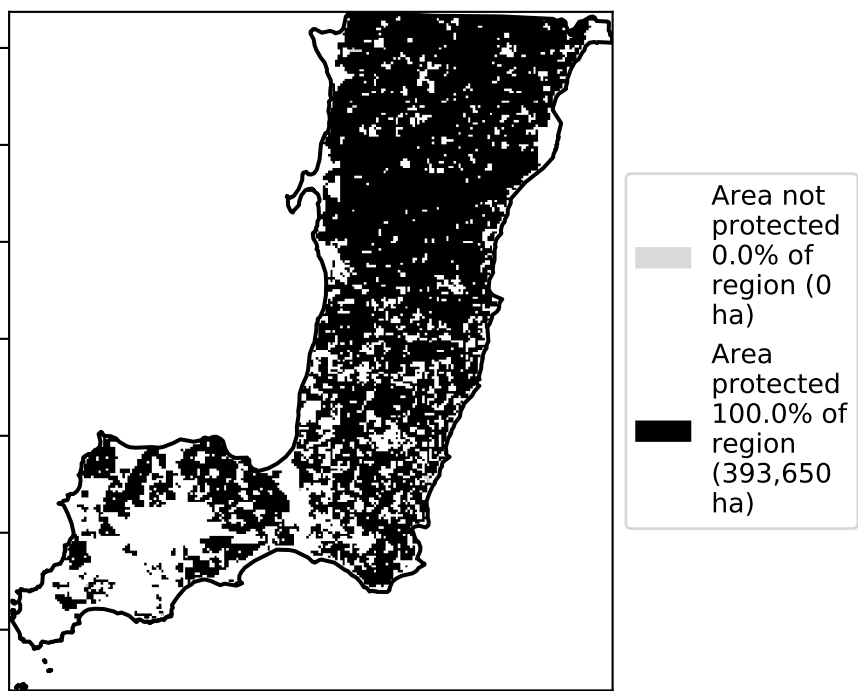 Area not
protected
0.0% of
region (0
ha)
Area
protected
100.0% of
region
(393,650
ha)